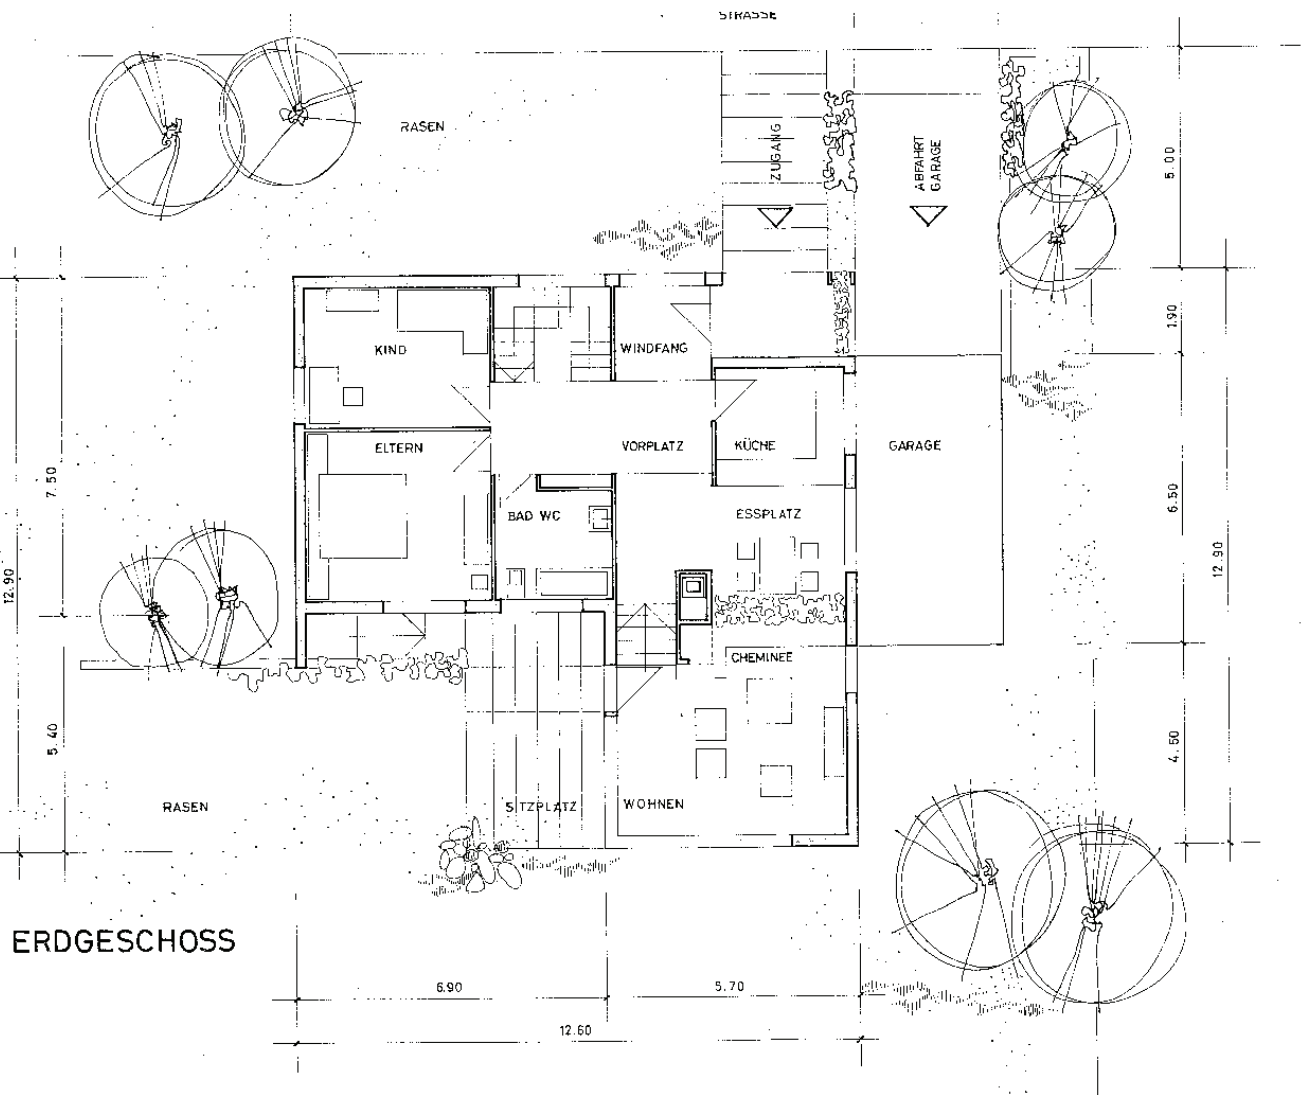 STRASSE
RASEN
ZUGANG
ABFAHRT
GARAGE
5.00
1.90
KIND
WINDFANG
ELTERN
VORPLATZ
KÜCHE
GARAGE
7.50
6.50
BAD WC
ESSPLATZ
12.90
12.90
CHEMINEE
5.40
4.50
RASEN
SITZPLATZ
WOHNEN
ERDGESCHOSS
6.90
5.70
12.60